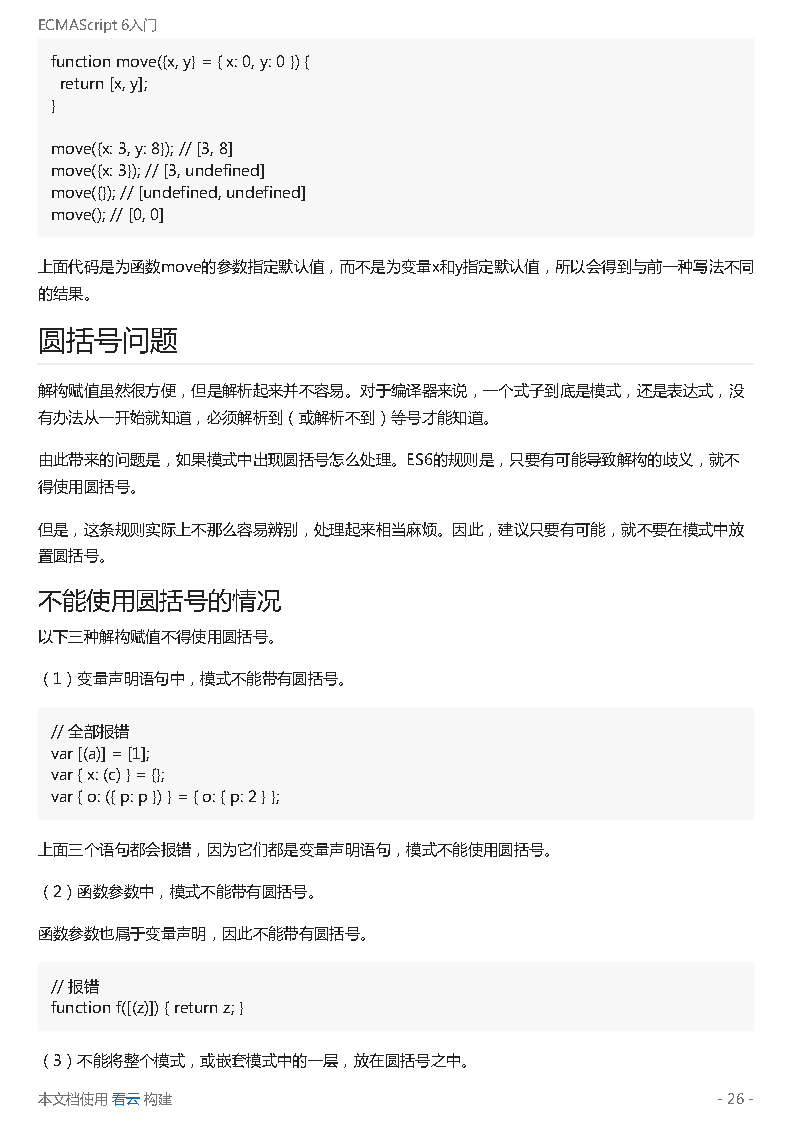 ECMAScript 6入门
function move({x, y} = { x: 0, y: 0 }) {
  return [x, y];
}
move({x: 3, y: 8}); // [3, 8]
move({x: 3}); // [3, undefined]
move({}); // [undefined, undefined]
move(); // [0, 0]
上面代码是为函数move的参数指定默认值，而不是为变量x和y指定默认值，所以会得到与前一种写法不同
的结果。
圆括号问题
解构赋值虽然很方便，但是解析起来并不容易。对于编译器来说，一个式子到底是模式，还是表达式，没
有办法从一开始就知道，必须解析到（或解析不到）等号才能知道。
由此带来的问题是，如果模式中出现圆括号怎么处理。ES6的规则是，只要有可能导致解构的歧义，就不
得使用圆括号。
但是，这条规则实际上不那么容易辨别，处理起来相当麻烦。因此，建议只要有可能，就不要在模式中放
置圆括号。
不能使用圆括号的情况
以下三种解构赋值不得使用圆括号。
（1）变量声明语句中，模式不能带有圆括号。
// 全部报错
var [(a)] = [1];
var { x: (c) } = {};
var { o: ({ p: p }) } = { o: { p: 2 } };
上面三个语句都会报错，因为它们都是变量声明语句，模式不能使用圆括号。
（2）函数参数中，模式不能带有圆括号。
函数参数也属于变量声明，因此不能带有圆括号。
// 报错
function f([(z)]) { return z; }
（3）不能将整个模式，或嵌套模式中的一层，放在圆括号之中。
本文档使用 看云 构建 - 26 -